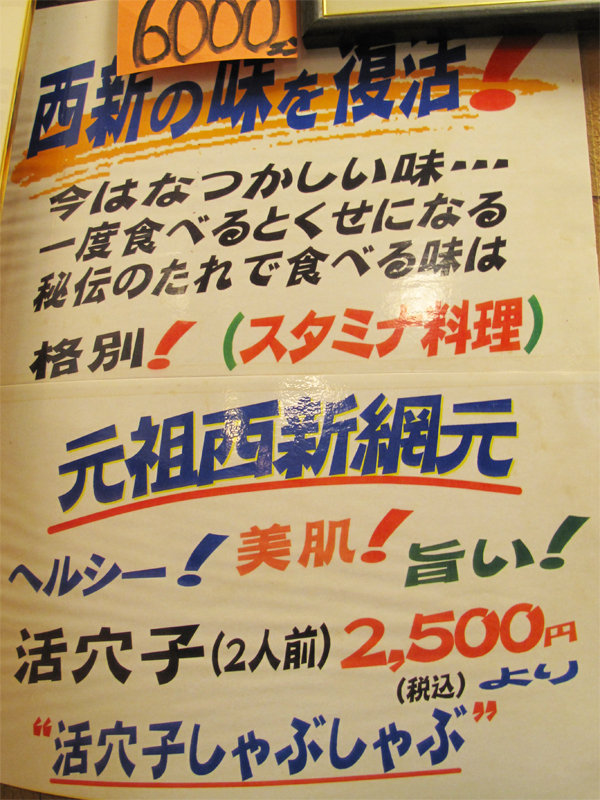 6000
西新の味を復活!
今はなつかしい味…
一度食べるとくせになる
秘伝のたれで食べる味は
格別!(スタミナ料理)
元祖西新網元
ヘルシー!美肌!旨い!
活穴子(2人前)2,500円
(税込)より
"活穴子しゃぶしゃぶ"